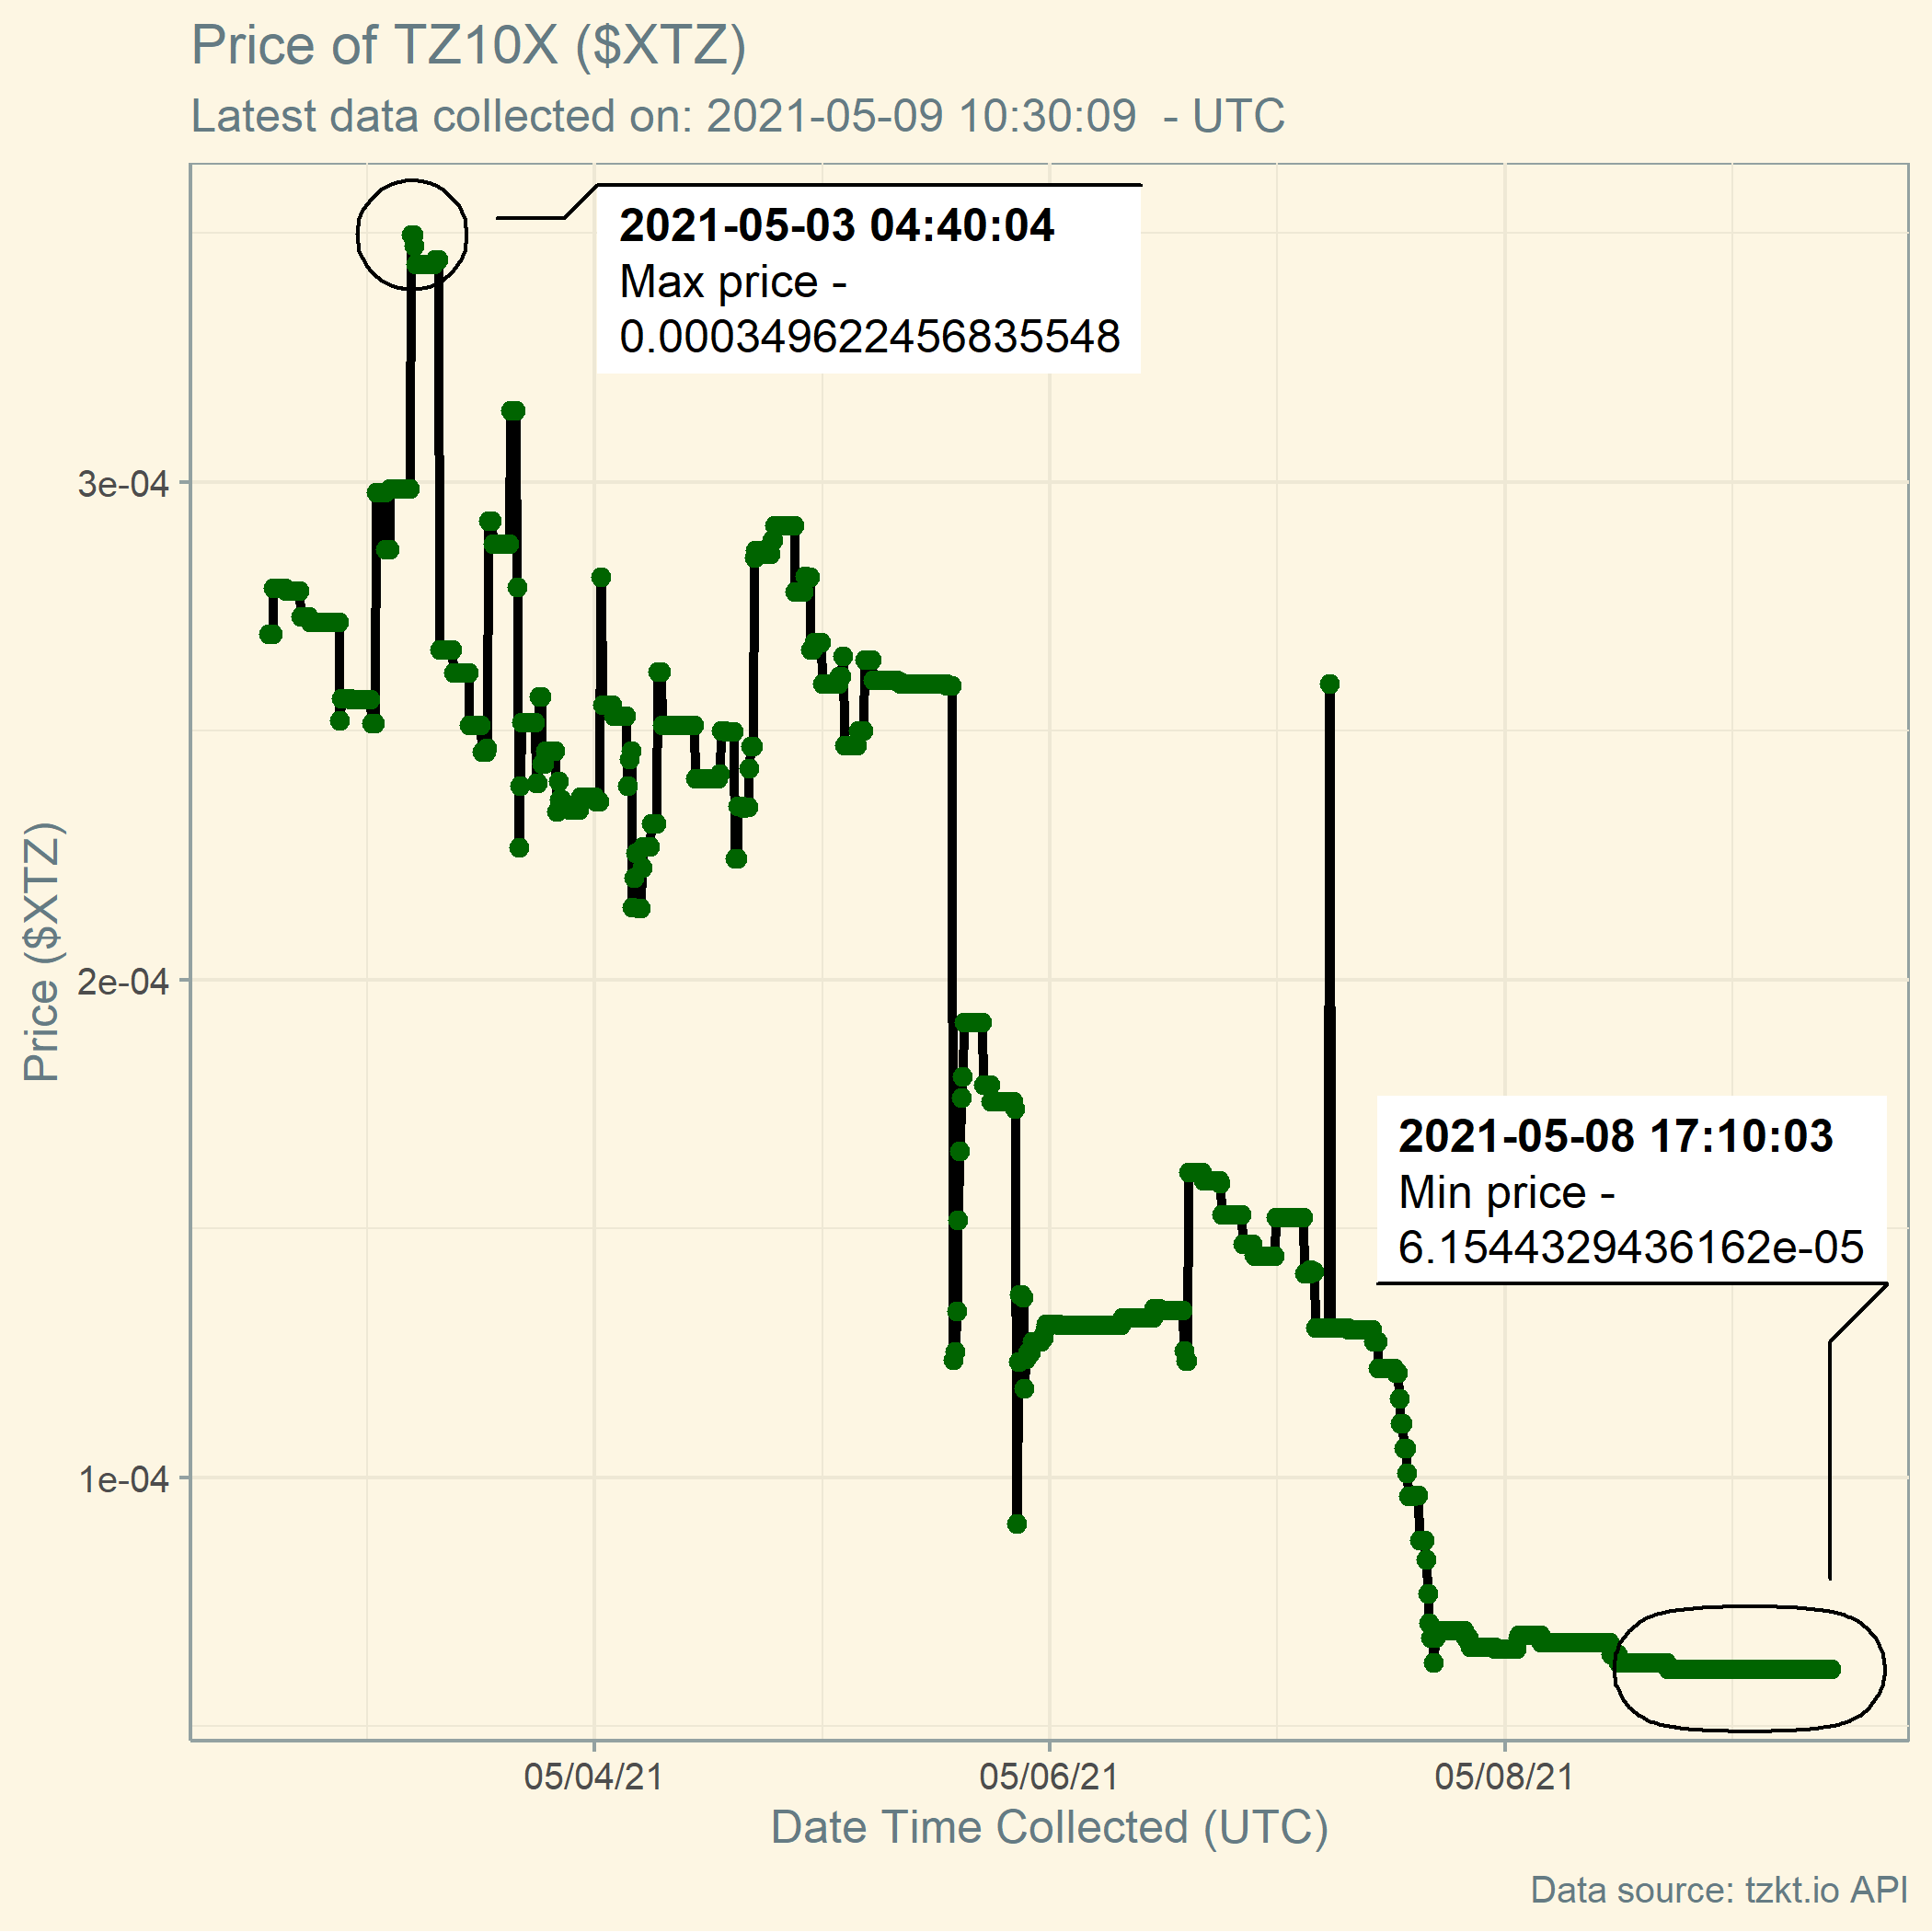 Price of TZ10X ($XTZ)
Latest data collected on: 2021-05-09 10:30:09  - UTC
2021-05-03 04:40:04
Max price -
0.000349622456835548
3e-04
2e-04
1e-04
Price ($XTZ)
2021-05-08 17:10:03
Min price -
6.1544329436162e-05
05/04/21
05/06/21
05/08/21
Date Time Collected (UTC)
Data source: tzkt.io API